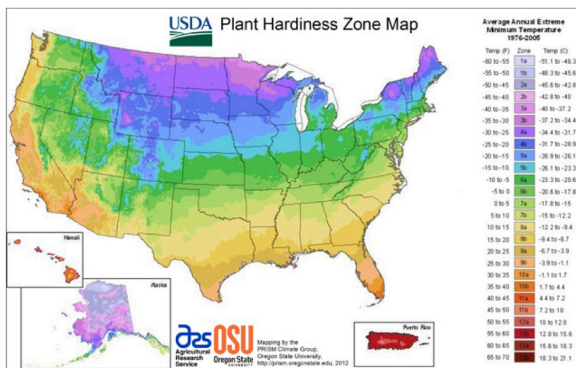 USDA Plant Hardiness Zone Map
Average Annual Extreme
Minimum Temperature
1976-2005
Temp (F) Zone Temp (C)
-60 to -55 1a -51.1 to -48.3
-55 to -50 1b -48.3 to -45.6
-50 to -45 2a -45.6 to -42.8
-45 to -40 2b -42.8 to -40
-40 to -35 3a -40 to -37.2
-35 to -30 3b -37.2 to -34.4
-30 to -25 4a -34.4 to -31.7
-25 to -20 4b -31.7 to -28.9
-20 to -15 5a -28.9 to -26.1
-15 to -10 5b -26.1 to -23.3
-10 to -5 6a -23.3 to -20.6
-5 to 0 6b -20.6 to -17.8
0 to 5 7a -17.8 to -15
5 to 10 7b -15 to -12.2
10 to 15 8a -12.2 to -9.4
15 to 20 8b -9.4 to -6.7
20 to 25 9a -6.7 to -3.9
25 to 30 9b -3.9 to -1.1
30 to 35 10a -1.1 to 1.7
35 to 40 10b 1.7 to 4.4
40 to 45 11a 4.4 to 7.2
45 to 50 11b 7.2 to 10
50 to 55 12a 10 to 12.8
55 to 60 12.8 to 15.6
60 to 65 15.6 to 18.3
65 to 70 18.3 to 21.1
Hawaii
Alaska
Puerto Rico
ars
Agricultural
Research
Service
OSU
Oregon State
UNIVERSITY
Mapping by the
PRISM Climate Group,
Oregon State University,
http://prism.oregonstate.edu, 2012